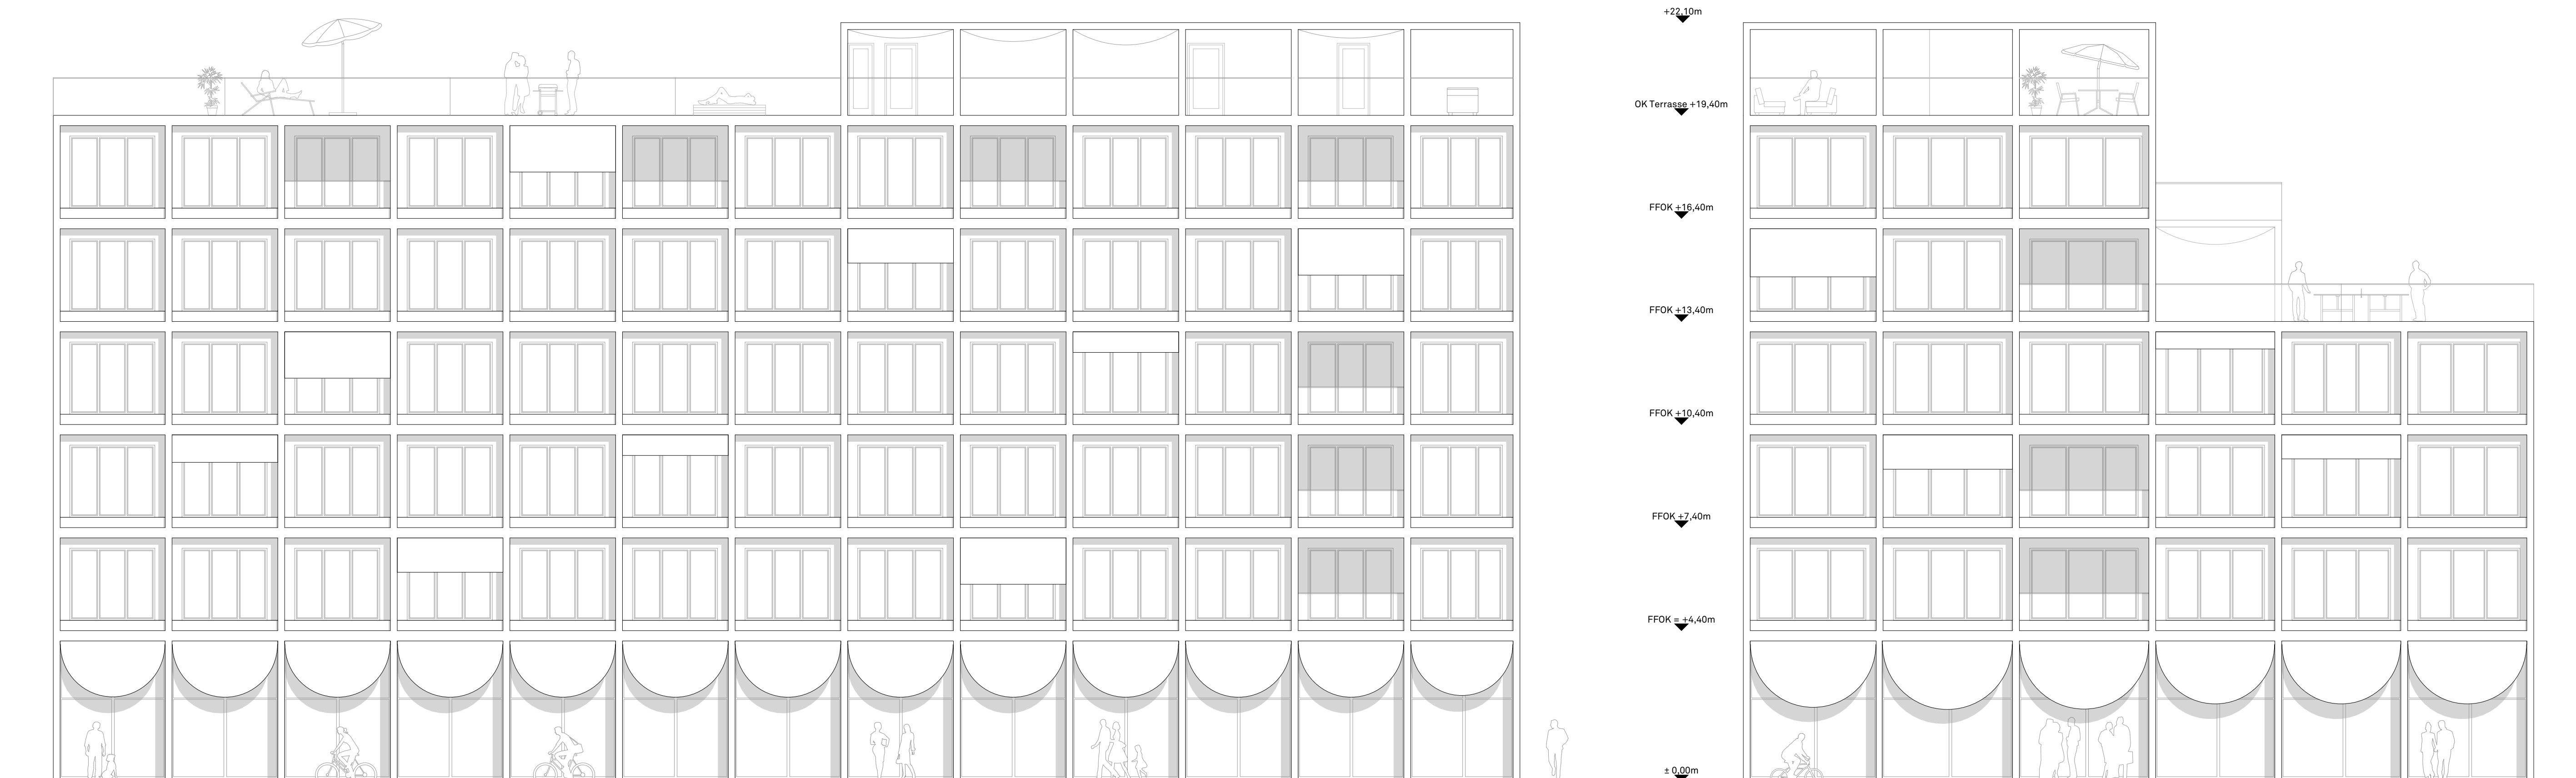 +22,10m
OK Terrasse +19,40m
FFOK +16,40m
FFOK +13,40m
FFOK +10,40m
FFOK +7,40m
FFOK = +4,40m
± 0,00m